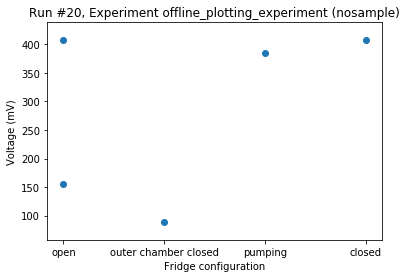 Run #20, Experiment offline_plotting_experiment (nosample)
400
350
300
250
200
150
100
Voltage (mV)
open outer chamber closed pumping closed
Fridge configuration